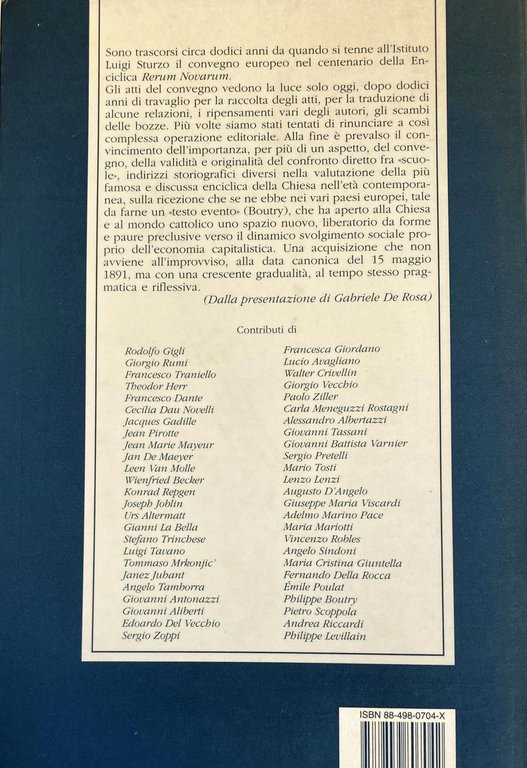 Sono trascorsi circa dodici anni da quando si tenne all'Istituto
Luigi Sturzo il convegno europeo nel centenario della En-
ciclica Rerum Novarum.
Gli atti del convegno vedono la luce solo oggi, dopo dodici
anni di travaglio per la raccolta degli atti, per la traduzione di
alcune relazioni, i ripensamenti vari degli autori, gli scambi
delle bozze. Più volte siamo stati tentati di rinunciare a così
complessa operazione editoriale. Alla fine è prevalso il con-
vincimento dell'importanza, per più di un aspetto, del conve-
gno, della validità e originalità del confronto diretto fra «scuo-
le», indirizzi storiografici diversi nella valutazione della più
famosa e discussa enciclica della Chiesa nell'età contempora-
nea, sulla ricezione che se ne ebbe nei vari paesi europei, tale
da farne un «testo evento» (Boutry), che ha aperto alla Chiesa
e al mondo cattolico uno spazio nuovo, liberatorio da forme
e paure preclusive verso il dinamico svolgimento sociale pro-
prio dell'economia capitalistica. Una acquisizione che non
avviene all'improvviso, alla data canonica del 15 maggio
1891, ma con una crescente gradualità, al tempo stesso prag-
matica e riflessiva.
(Dalla presentazione di Gabriele De Rosa)
Contributi di
Rodolfo Gigli
Giorgio Rumi
Francesco Traniello
Theodor Herr
Francesco Dante
Cecilia Dau Novelli
Jacques Gadille
Jean Pirotte
Jean Marie Mayeur
Jan De Maeyer
Leen Van Molle
Wienfried Becker
Konrad Repgen
Joseph Joblin
Urs Altermatt
Gianni La Bella
Stefano Trinchese
Luigi Tavano
Tommaso Mrkonjic'
Janez Juhant
Angelo Tamborra
Giovanni Antonazzi
Giovanni Aliberti
Edoardo Del Vecchio
Sergio Zoppi
Francesca Giordano
Lucio Avagliano
Walter Crivellin
Giorgio Vecchio
Paolo Ziller
Carla Meneguzzi Rostagni
Alessandro Albertazzi
Giovanni Tassani
Giovanni Battista Varnier
Sergio Pretelli
Mario Tosti
Lenzo Lenzi
Augusto D'Angelo
Giuseppe Maria Viscardi
Adelmo Marino Pace
Maria Mariotti
Vincenzo Robles
Angelo Sindoni
Maria Cristina Giuntella
Fernando Della Rocca
Émile Poulat
Philippe Boutry
Pietro Scoppola
Andrea Riccardi
Philippe Levillain
ISBN 88-498-0704-X